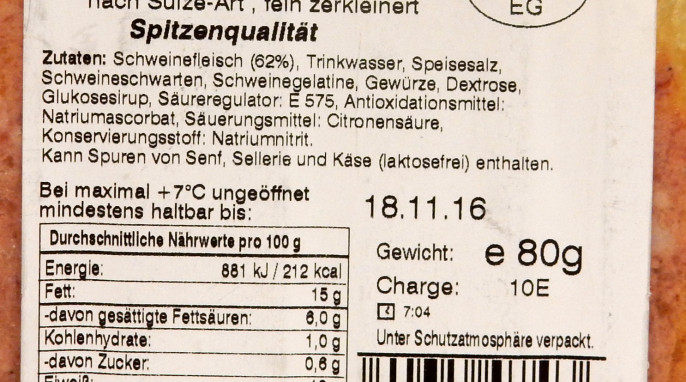 nach Sülze-Art, fein zerkleinert
EG
Spitzenqualität
Zutaten: Schweinefleisch (62%), Trinkwasser, Speisesalz,
Schweineschwarten, Schweinegelatine, Gewürze, Dextrose,
Glukosesirup, Säureregulator: E 575, Antioxidationsmittel:
Natriumascorbat, Säuerungsmittel: Citronensäure,
Konservierungsstoff: Natriumnitrit.
Kann Spuren von Senf, Sellerie und Käse (laktosefrei) enthalten.
Bei maximal +7°C ungeöffnet
mindestens haltbar bis:
18.11.16
Durchschnittliche Nährwerte pro 100 g
Energie: 881 kJ / 212 kcal
Fett: 15 g
-davon gesättigte Fettsäuren: 6,0 g
Kohlenhydrate: 1,0 g
-davon Zucker: 0,6 g
Eiweiß:
Gewicht: e 80g
Charge: 10E
7:04
Unter Schutzatmosphäre verpackt.